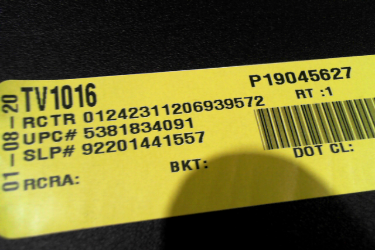 01-08-20
TV1016
P19045627
RCTR 01242311206939572
RT :1
UPC# 5381834091
SLP# 92201441557
DOT CL:
BKT:
RCRA: